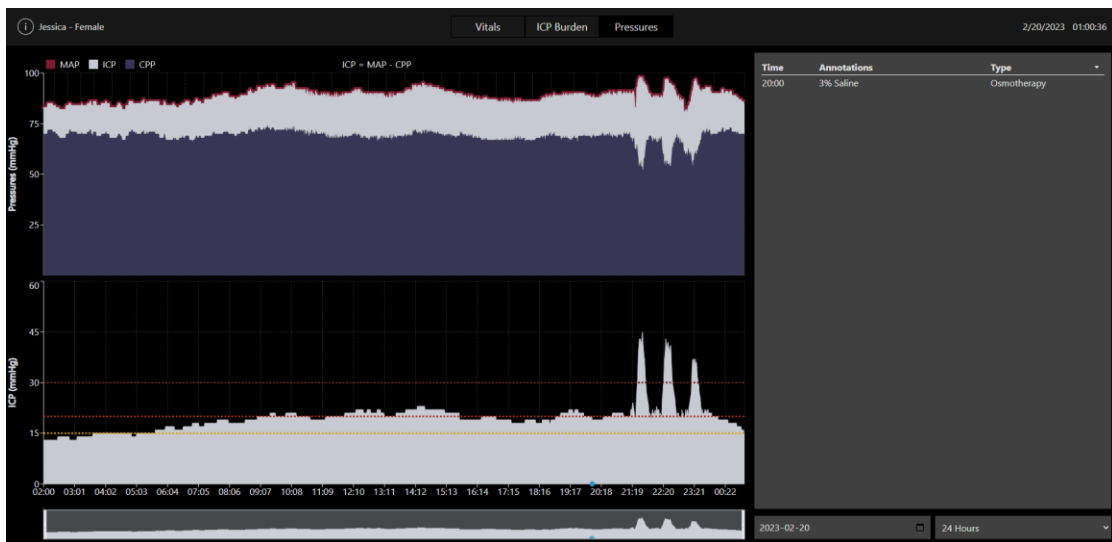 i Jessica - Female Vitals ICP Burden Pressures 2/20/2023 01:00:36
MAP ICP CPP ICP = MAP - CPP
100
75
50
25
Pressures (mmHg)
60
45
30
15
0
ICP (mmHg)
02:00 03:01 04:02 05:03 06:04 07:05 08:06 09:07 10:08 11:09 12:10 13:11 14:12 15:13 16:14 17:15 18:16 19:17 20:18 21:19 22:20 23:21 00:22
Time Annotations Type
20:00 3% Saline Osmotherapy
2023-02-20 24 Hours